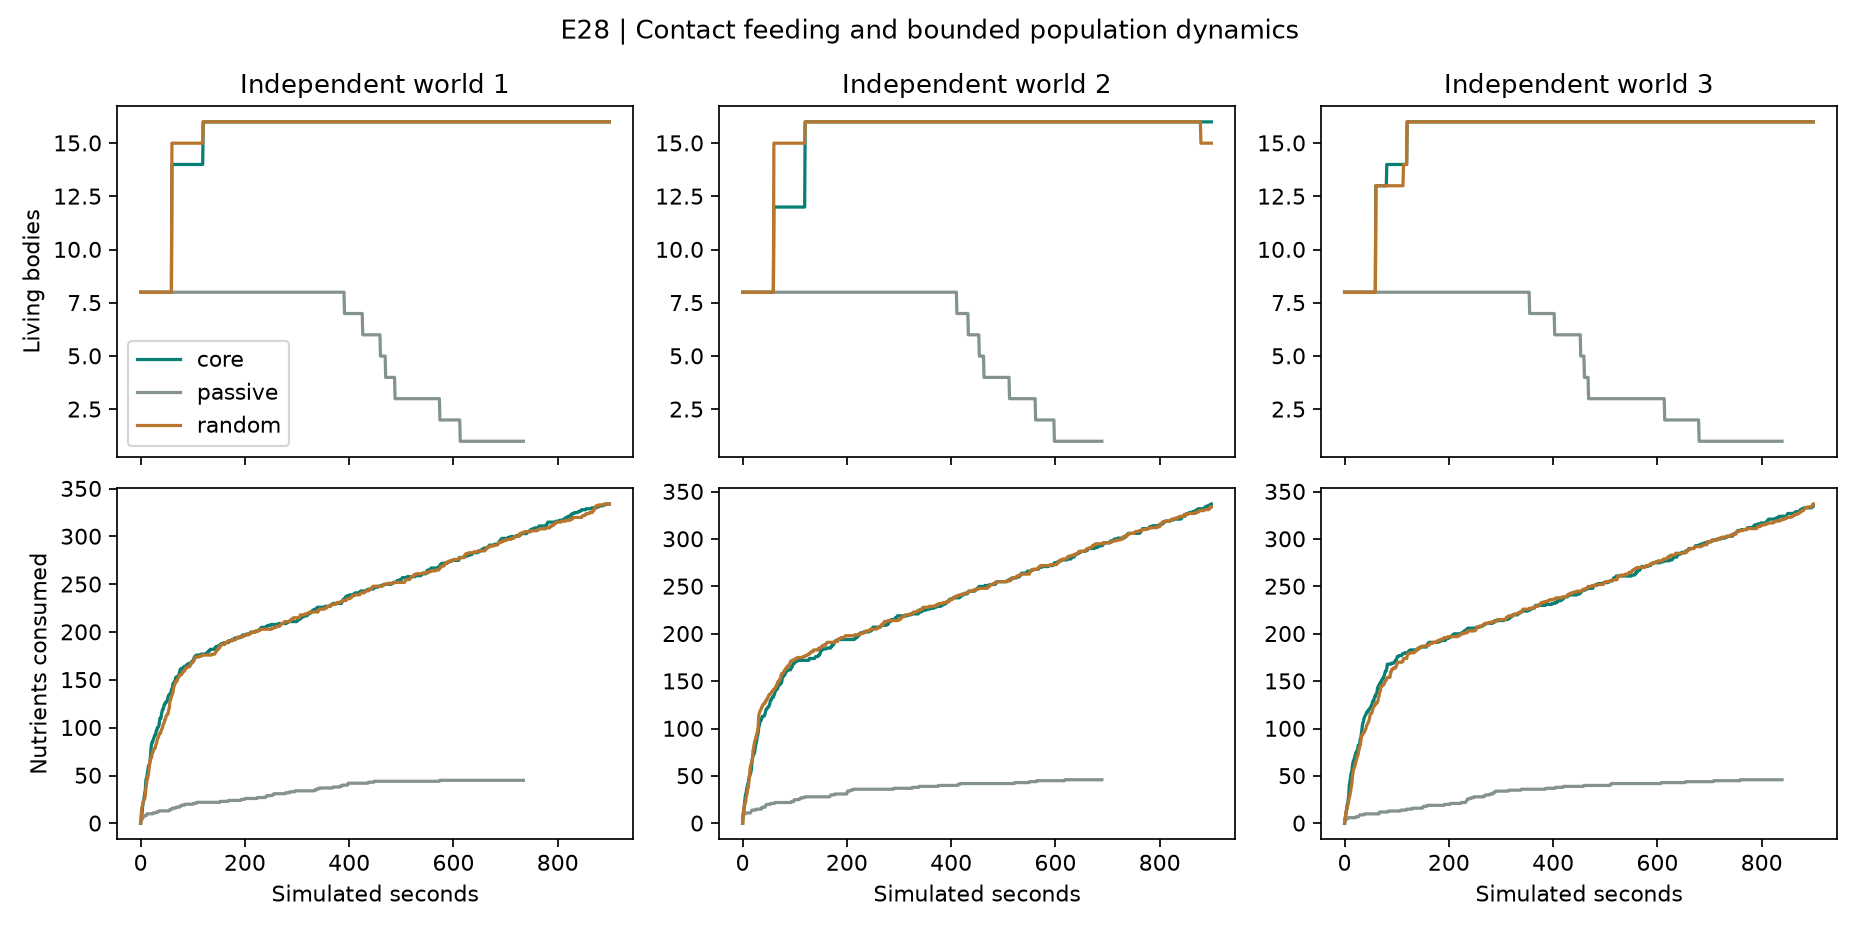 E28 | Contact feeding and bounded population dynamics
Independent world 1
Independent world 2
Independent world 3
Living bodies
15.0
12.5
10.0
7.5
5.0
2.5
core
passive
random
15.0
12.5
10.0
7.5
5.0
2.5
15.0
12.5
10.0
7.5
5.0
2.5
Nutrients consumed
350
300
250
200
150
100
50
0
0 200 400 600 800
Simulated seconds
350
300
250
200
150
100
50
0
0 200 400 600 800
Simulated seconds
350
300
250
200
150
100
50
0
0 200 400 600 800
Simulated seconds